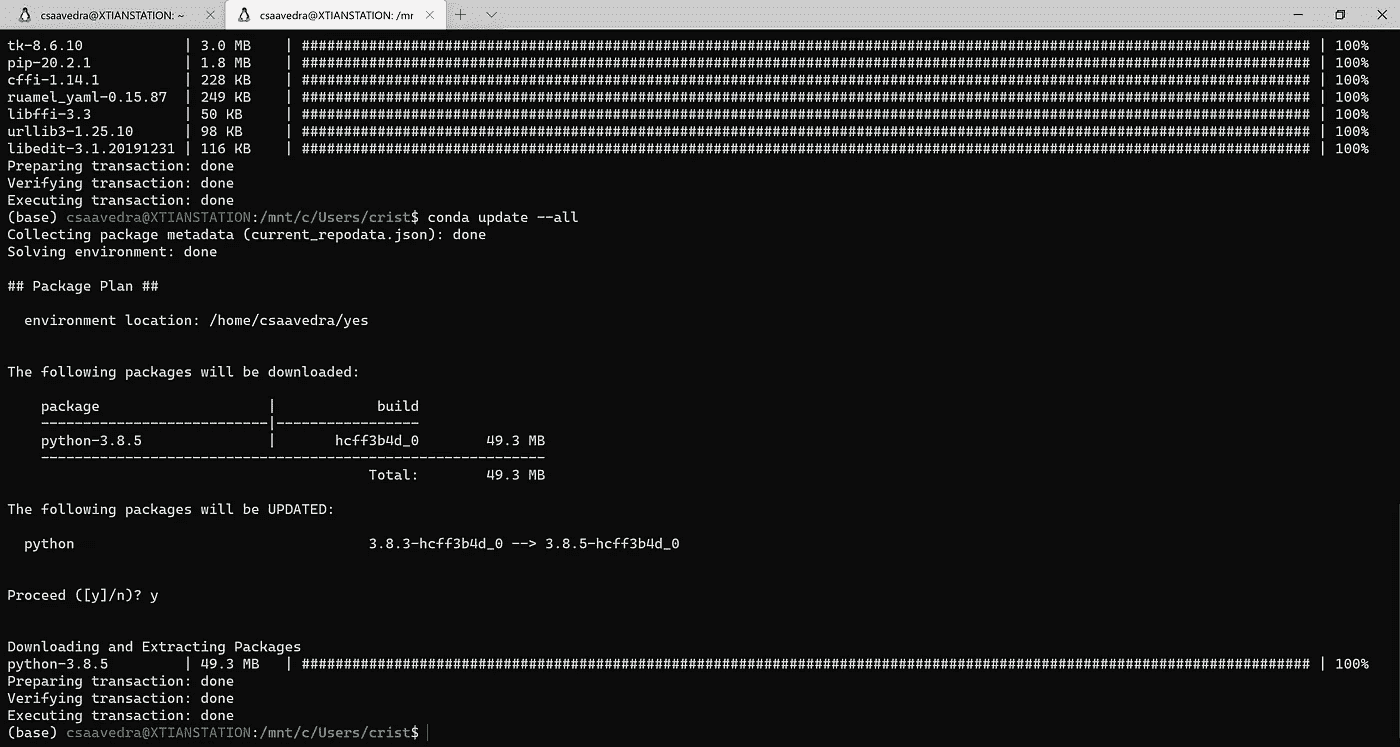 csaavedra@XTIANSTATION: ~
csaavedra@XTIANSTATION: /mr
tk-8.6.10 | 3.0 MB | ######################################################################################################################## | 100%
pip-20.2.1 | 1.8 MB | ######################################################################################################################## | 100%
cffi-1.14.1 | 228 KB | ######################################################################################################################## | 100%
ruamel_yaml-0.15.87 | 249 KB | ######################################################################################################################## | 100%
libffi-3.3 | 50 KB | ######################################################################################################################## | 100%
urllib3-1.25.10 | 98 KB | ######################################################################################################################## | 100%
libedit-3.1.20191231 | 116 KB | ######################################################################################################################## | 100%
Preparing transaction: done
Verifying transaction: done
Executing transaction: done
(base) csaavedra@XTIANSTATION:/mnt/c/Users/crist$ conda update --all
Collecting package metadata (current_repodata.json): done
Solving environment: done
## Package Plan ##
environment location: /home/csaavedra/yes
The following packages will be downloaded:
package | build
---------------------------|-----------------
python-3.8.5 | hcff3b4d_0 49.3 MB
------------------------------------------------------------
Total: 49.3 MB
The following packages will be UPDATED:
python 3.8.3-hcff3b4d_0 --> 3.8.5-hcff3b4d_0
Proceed ([y]/n)? y
Downloading and Extracting Packages
python-3.8.5 | 49.3 MB | ######################################################################################################################## | 100%
Preparing transaction: done
Verifying transaction: done
Executing transaction: done
(base) csaavedra@XTIANSTATION:/mnt/c/Users/crist$